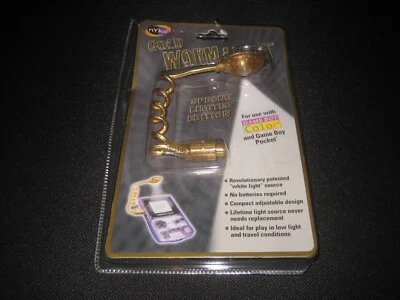 nyko
GOLD
WORM LIGHT
SPECIAL
LIMITED
EDITION
For use with
GAME BOY
COLOR
and Game Boy
Pocket
Revolutionary patented
"white light" source
No batteries required
Compact adjustable design
Lifetime light source never
needs replacement
Ideal for play in low light
and travel conditions